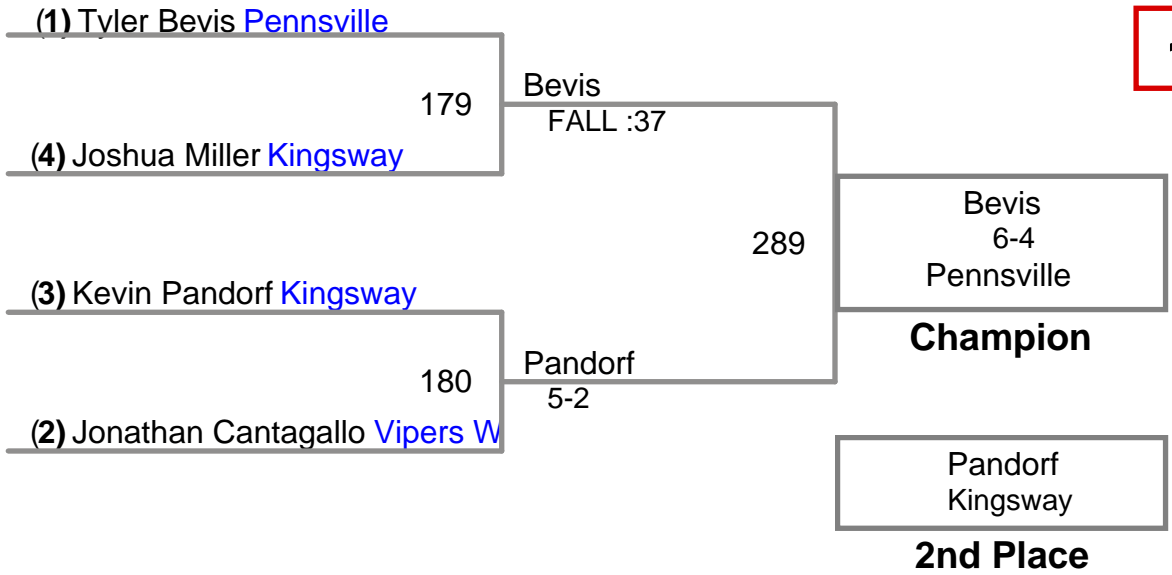 (1) Tyler Bevis Pennsville
179
Bevis
FALL :37
(4) Joshua Miller Kingsway
289
Bevis
6-4
Pennsville
Champion
(3) Kevin Pandorf Kingsway
180
Pandorf
5-2
(2) Jonathan Cantagallo Vipers W
Pandorf
Kingsway
2nd Place